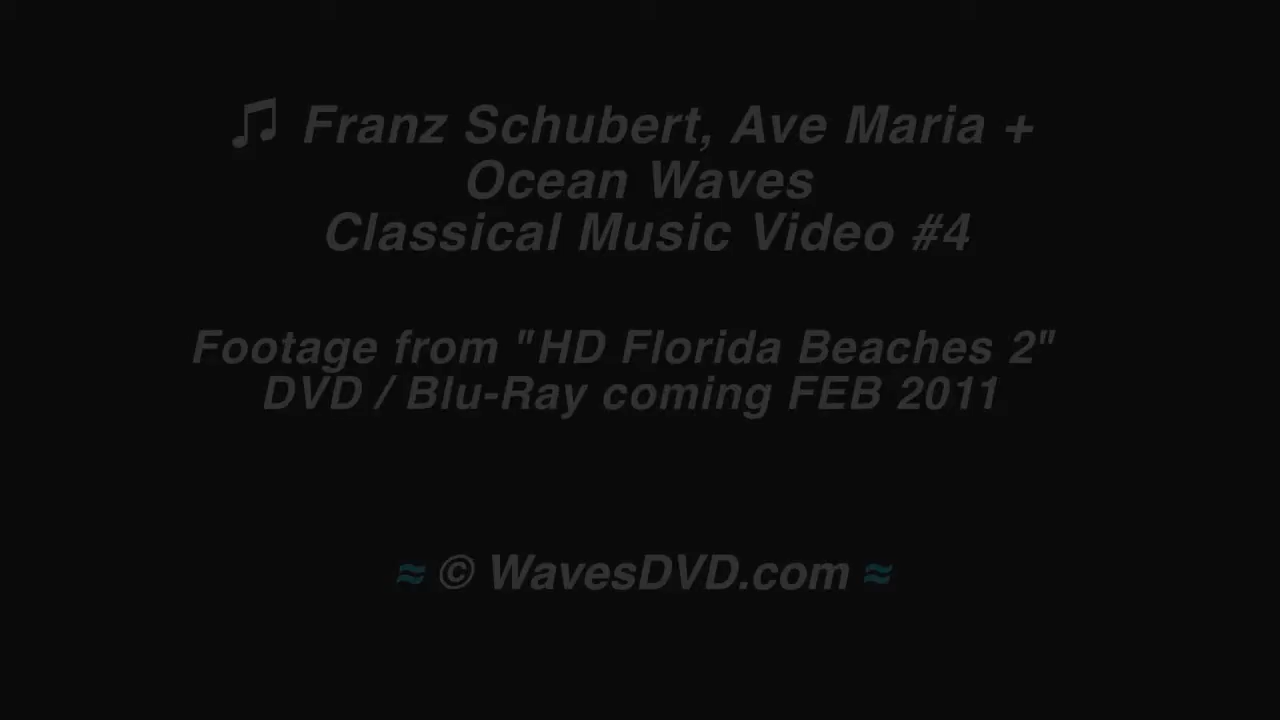 ♫ Franz Schubert, Ave Maria +
Ocean Waves
Classical Music Video #4
Footage from "HD Florida Beaches 2"
DVD / Blu-Ray coming FEB 2011
≈ © WavesDVD.com ≈